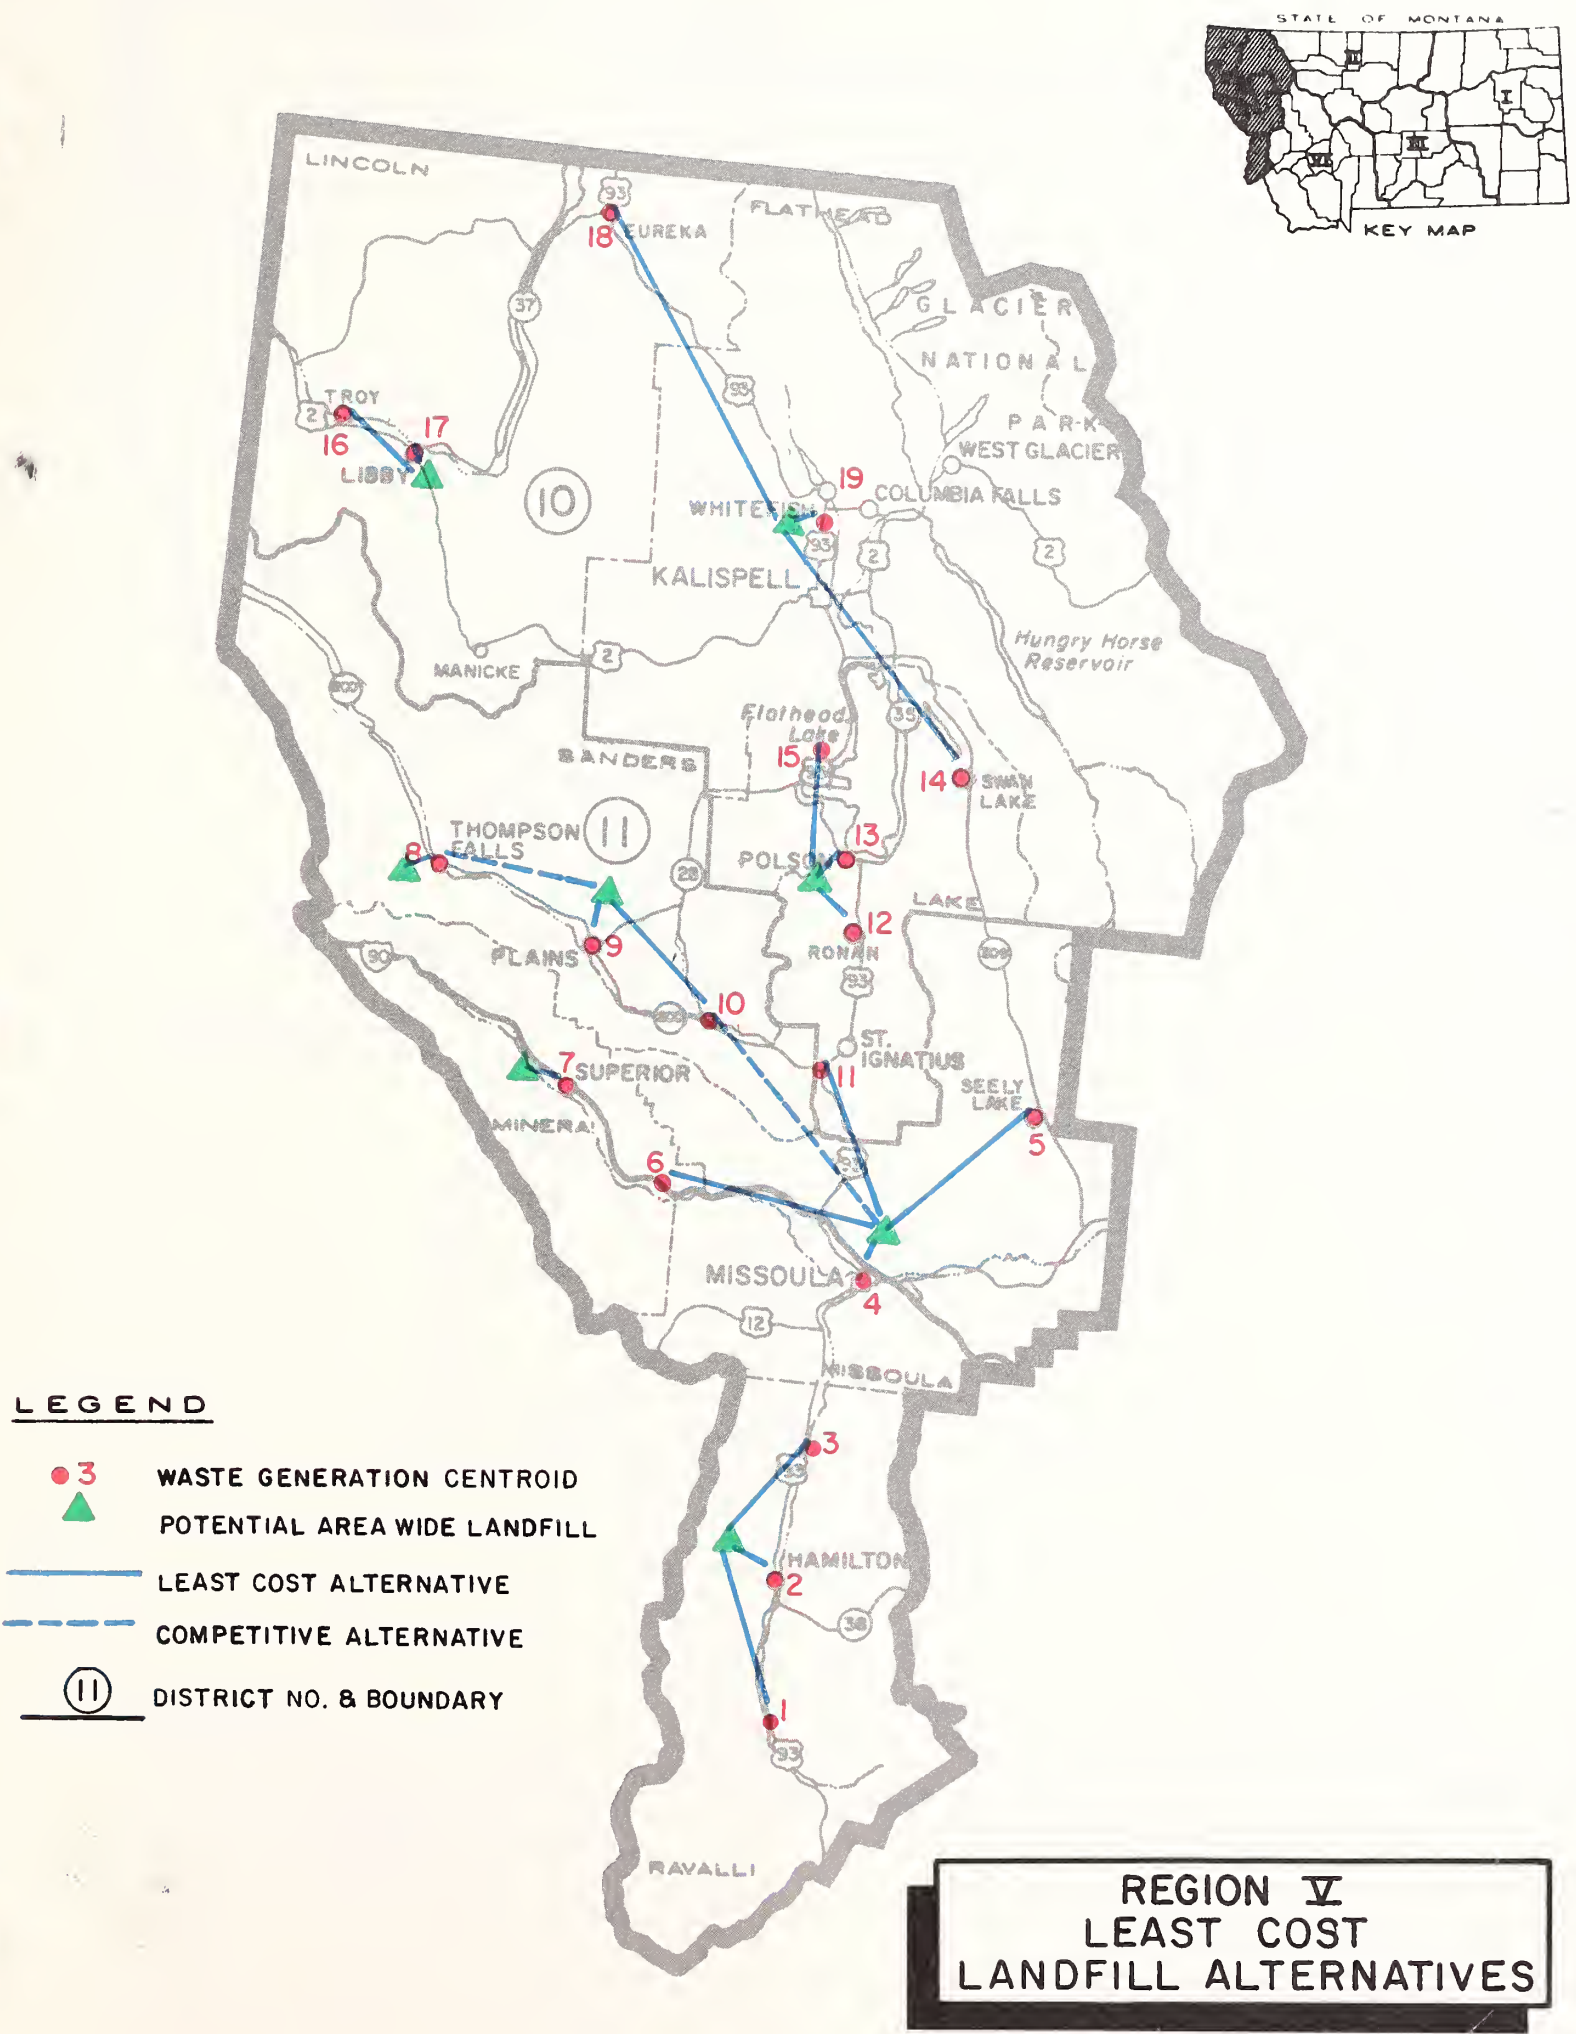 STATE OF MONTANA
II
I
III
VI
KEY MAP
LINCOLN
93
FLATHEAD
18
EUREKA
37
GLACIER
NATIONAL
PARK
93
TROY
2
16
17
LIBBY
10
WEST GLACIER
19
COLUMBIA FALLS
WHITEFISH
93
2
2
KALISPELL
Hungry Horse
Reservoir
MANICKE
2
200
Flathead
Lake
35
15
SANDERS
14
SWAN
LAKE
THOMPSON
FALLS
11
8
13
POLSON
28
LAKE
12
RONAN
9
PLAINS
90
209
93
10
200
ST.
IGNATIUS
11
7
SUPERIOR
SEELY
LAKE
5
MINERAL
6
93
MISSOULA
4
12
MISSOULA
3
93
HAMILTON
2
38
1
93
RAVALLI
LEGEND
3 WASTE GENERATION CENTROID
POTENTIAL AREA WIDE LANDFILL
LEAST COST ALTERNATIVE
COMPETITIVE ALTERNATIVE
11 DISTRICT NO. & BOUNDARY
REGION V
LEAST COST
LANDFILL ALTERNATIVES